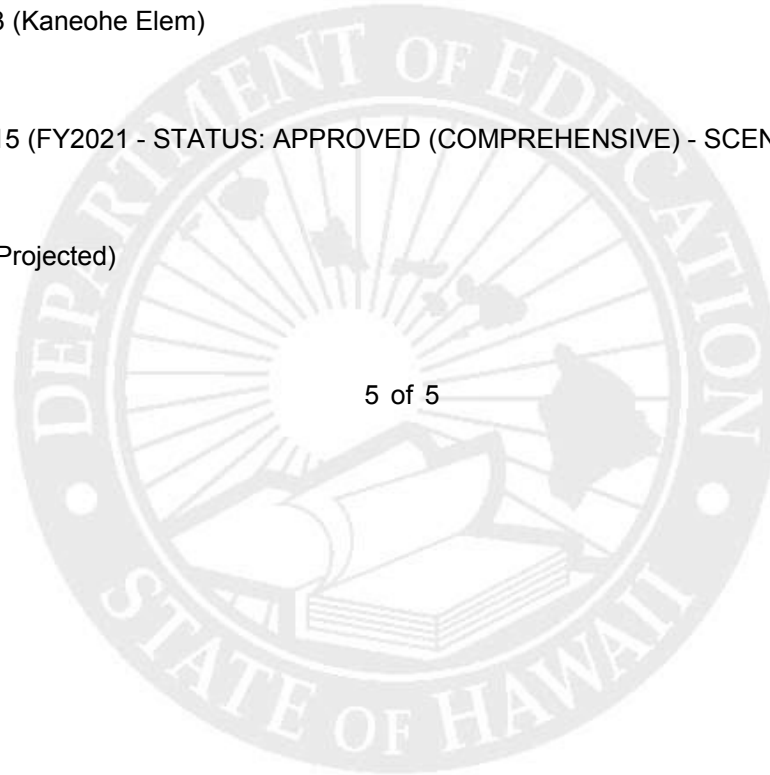 3 (Kaneohe Elem)
15 (FY2021 - STATUS: APPROVED (COMPREHENSIVE) - SCEN
Projected)
5 of 5
DEPARTMENT OF EDUCATION
STATE OF HAWAII